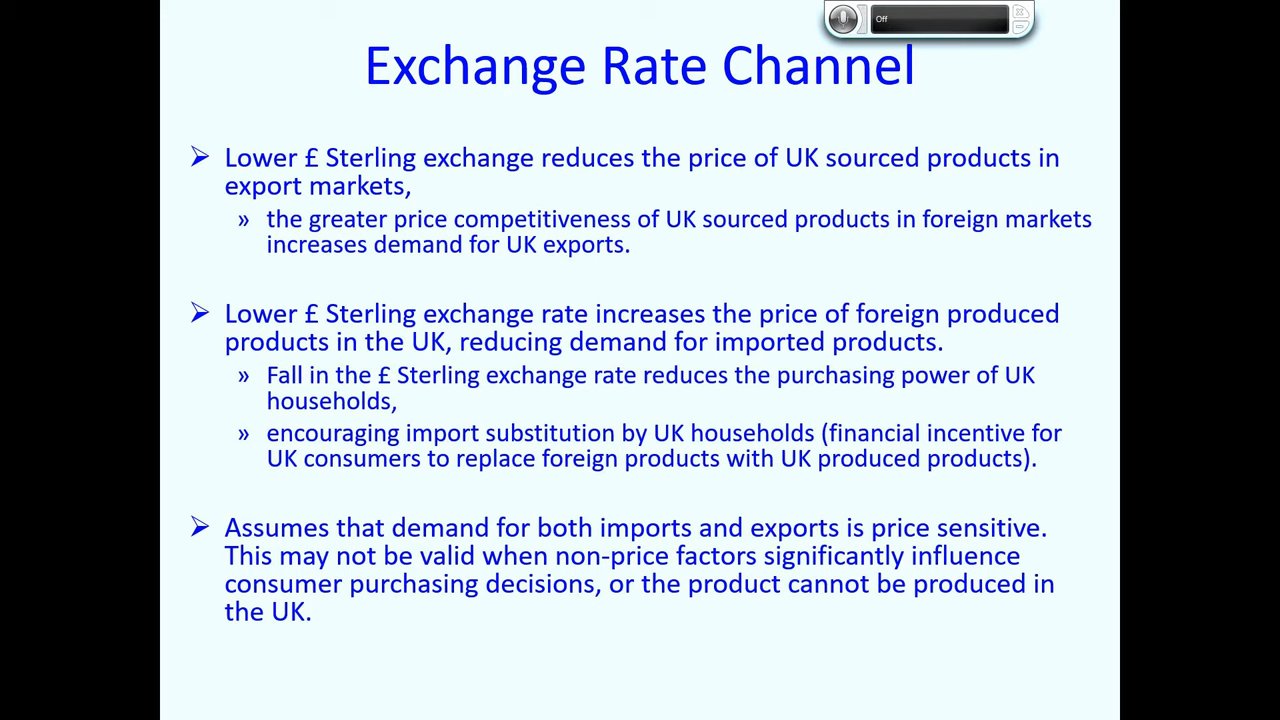 Off
Exchange Rate Channel
➢ Lower £ Sterling exchange reduces the price of UK sourced products in
export markets,
» the greater price competitiveness of UK sourced products in foreign markets
increases demand for UK exports.
➢ Lower £ Sterling exchange rate increases the price of foreign produced
products in the UK, reducing demand for imported products.
» Fall in the £ Sterling exchange rate reduces the purchasing power of UK
households,
» encouraging import substitution by UK households (financial incentive for
UK consumers to replace foreign products with UK produced products).
➢ Assumes that demand for both imports and exports is price sensitive.
This may not be valid when non-price factors significantly influence
consumer purchasing decisions, or the product cannot be produced in
the UK.